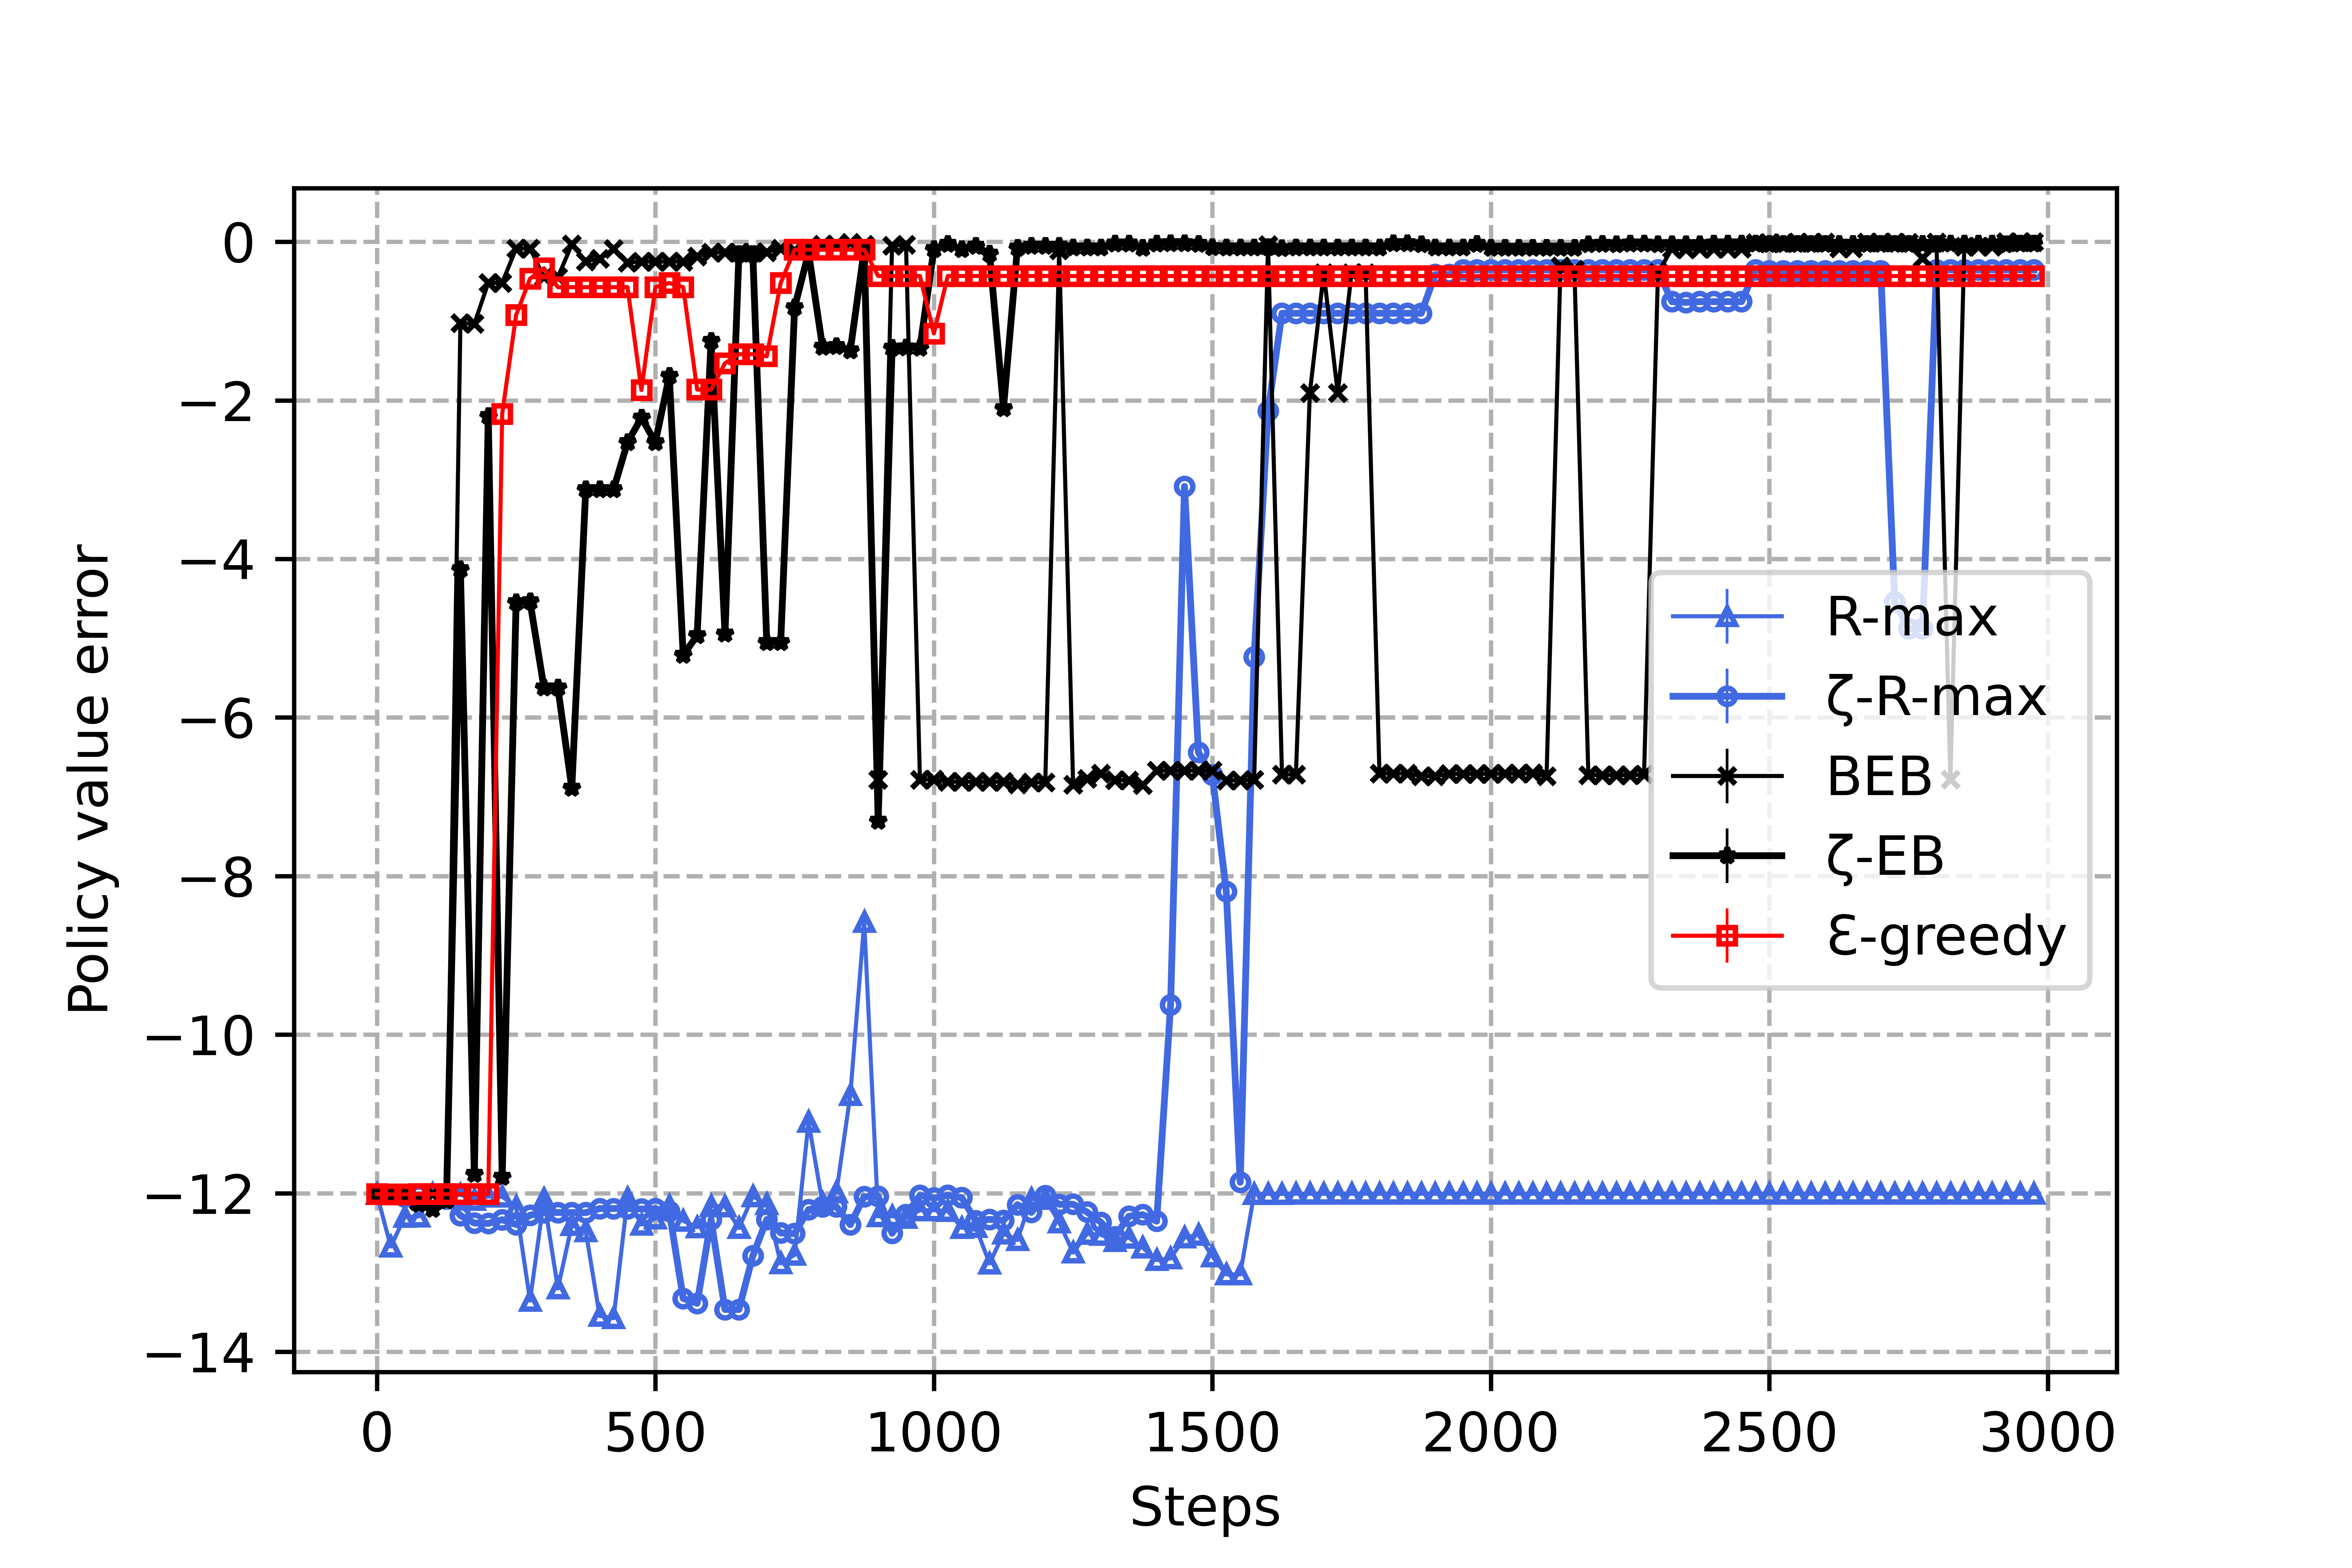 0
−2
−4
−6
−8
−10
−12
−14
Policy value error
R-max
ζ-R-max
BEB
ζ-EB
Ɛ-greedy
0 500 1000 1500 2000 2500 3000
Steps